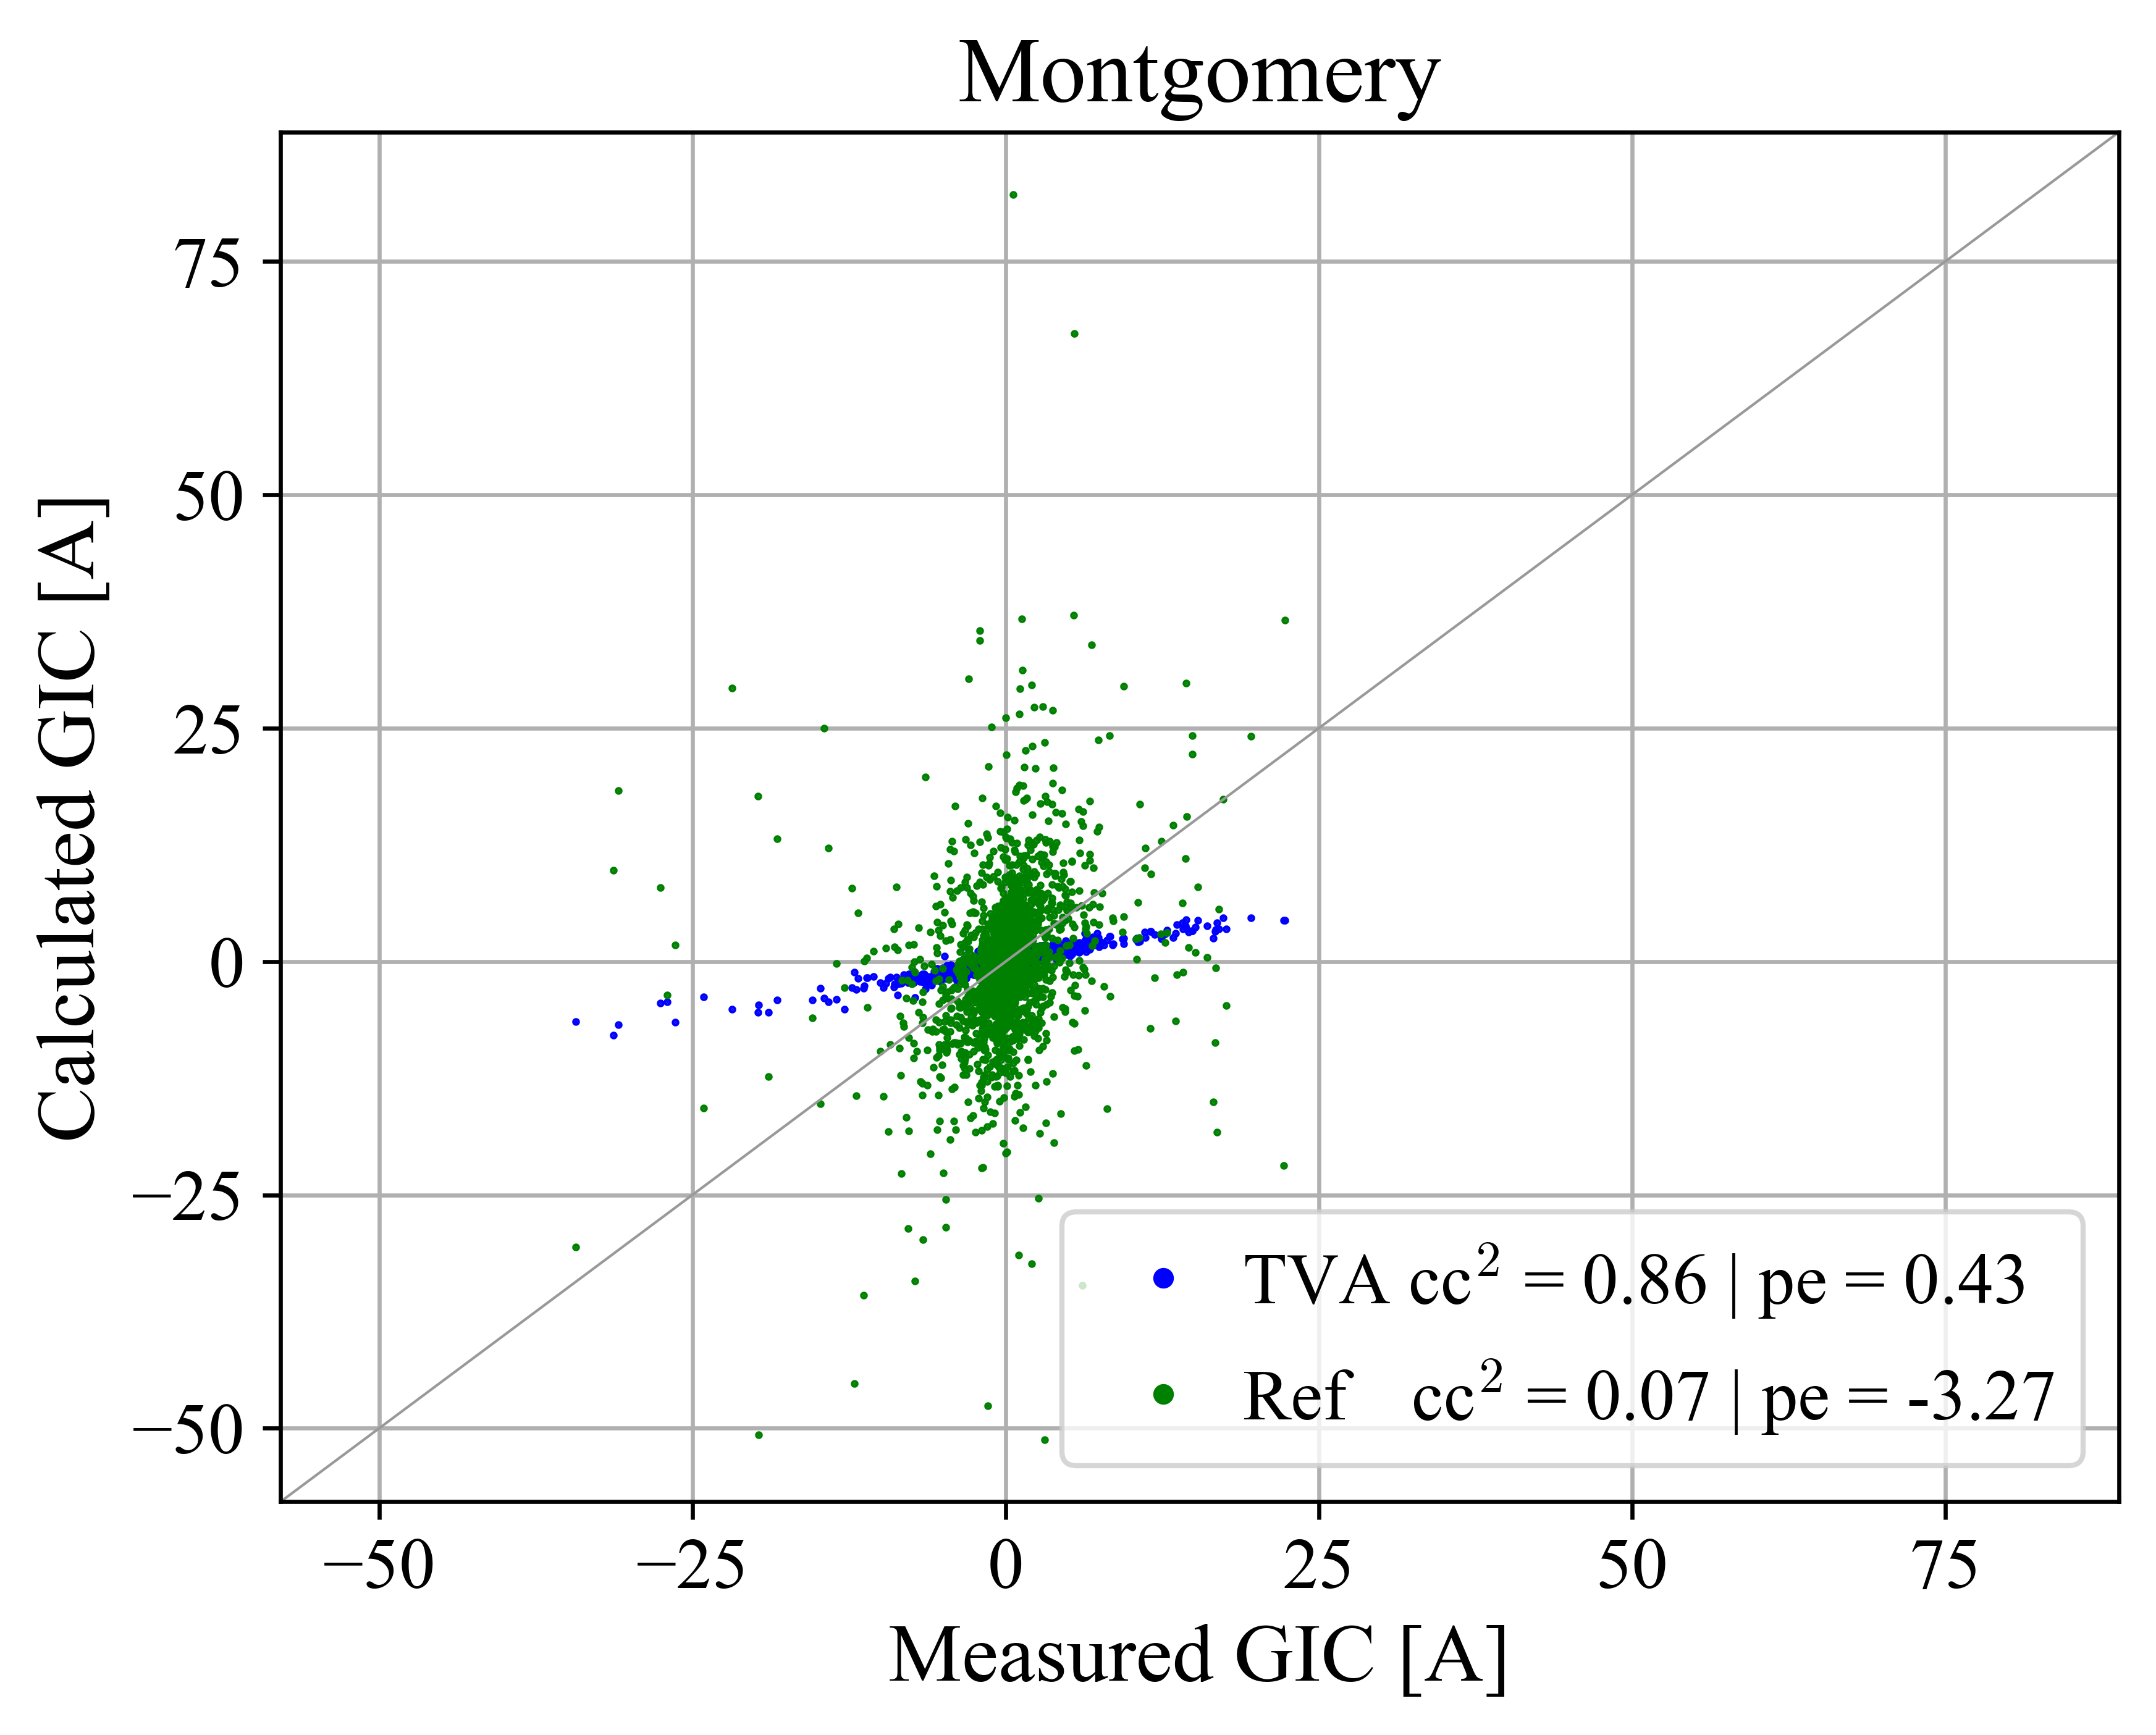 Montgomery
Calculated GIC [A]
75
50
25
0
−25
−50
TVA cc² = 0.86 | pe = 0.43
Ref cc² = 0.07 | pe = -3.27
−50 −25 0 25 50 75
Measured GIC [A]